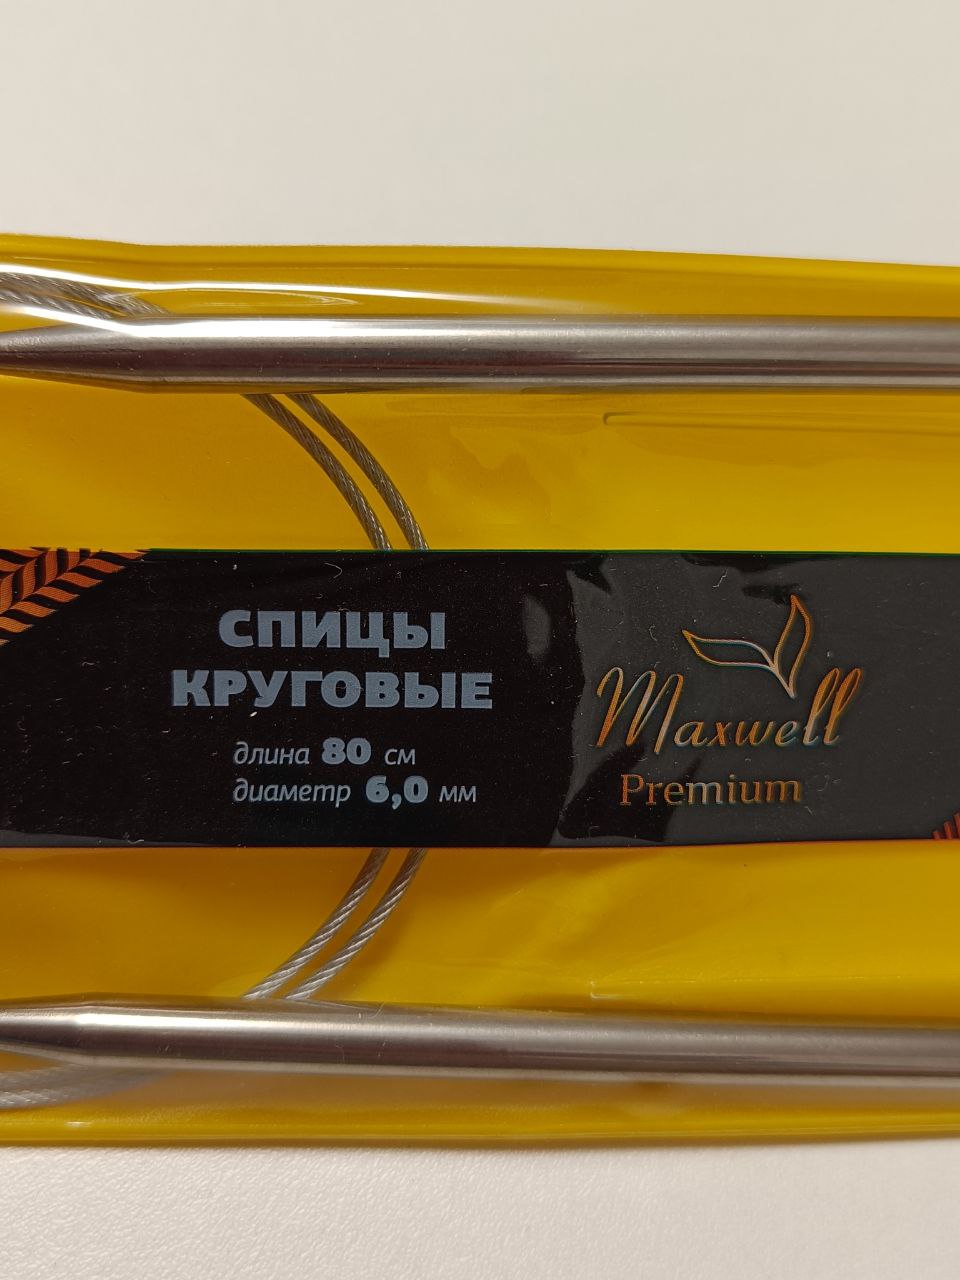 СПИЦЫ
КРУГОВЫЕ
длина 80 см
диаметр 6,0 мм
Maxwell
Premium